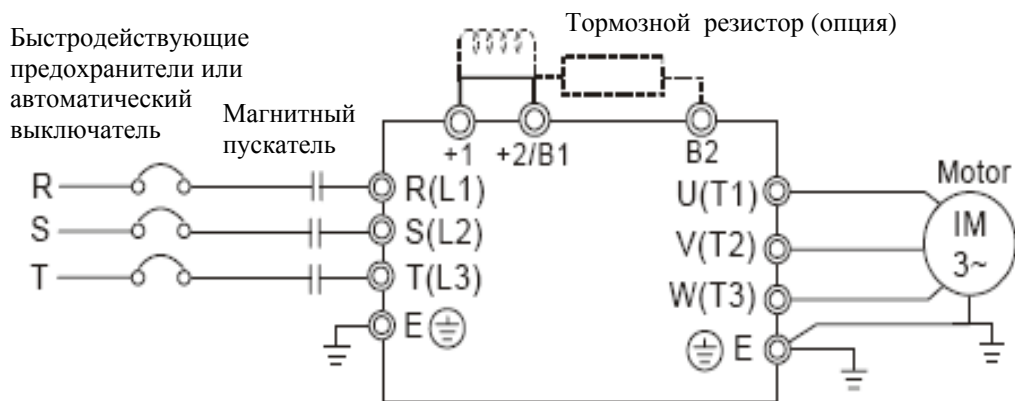 Быстродействующие
предохранители или
автоматический
выключатель
Магнитный
пускатель
Тормозной резистор (опция)
+1
+2/B1
B2
R
R(L1)
S
S(L2)
T
T(L3)
E
U(T1)
V(T2)
W(T3)
E
Motor
IM
3~